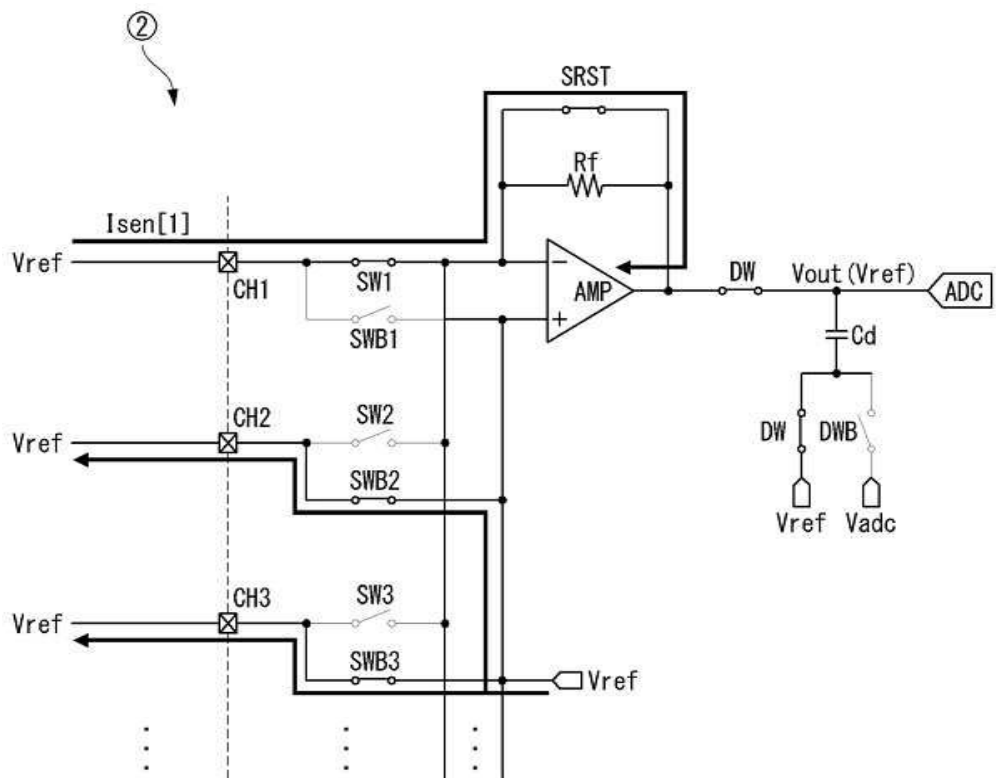 ②
SRST
Rf
Isen[1]
Vref
CH1
SW1
SWB1
AMP
DW
Vout(Vref)
ADC
Cd
CH2
Vref
SW2
SWB2
DW
DWB
Vref
Vadc
CH3
Vref
SW3
SWB3
Vref